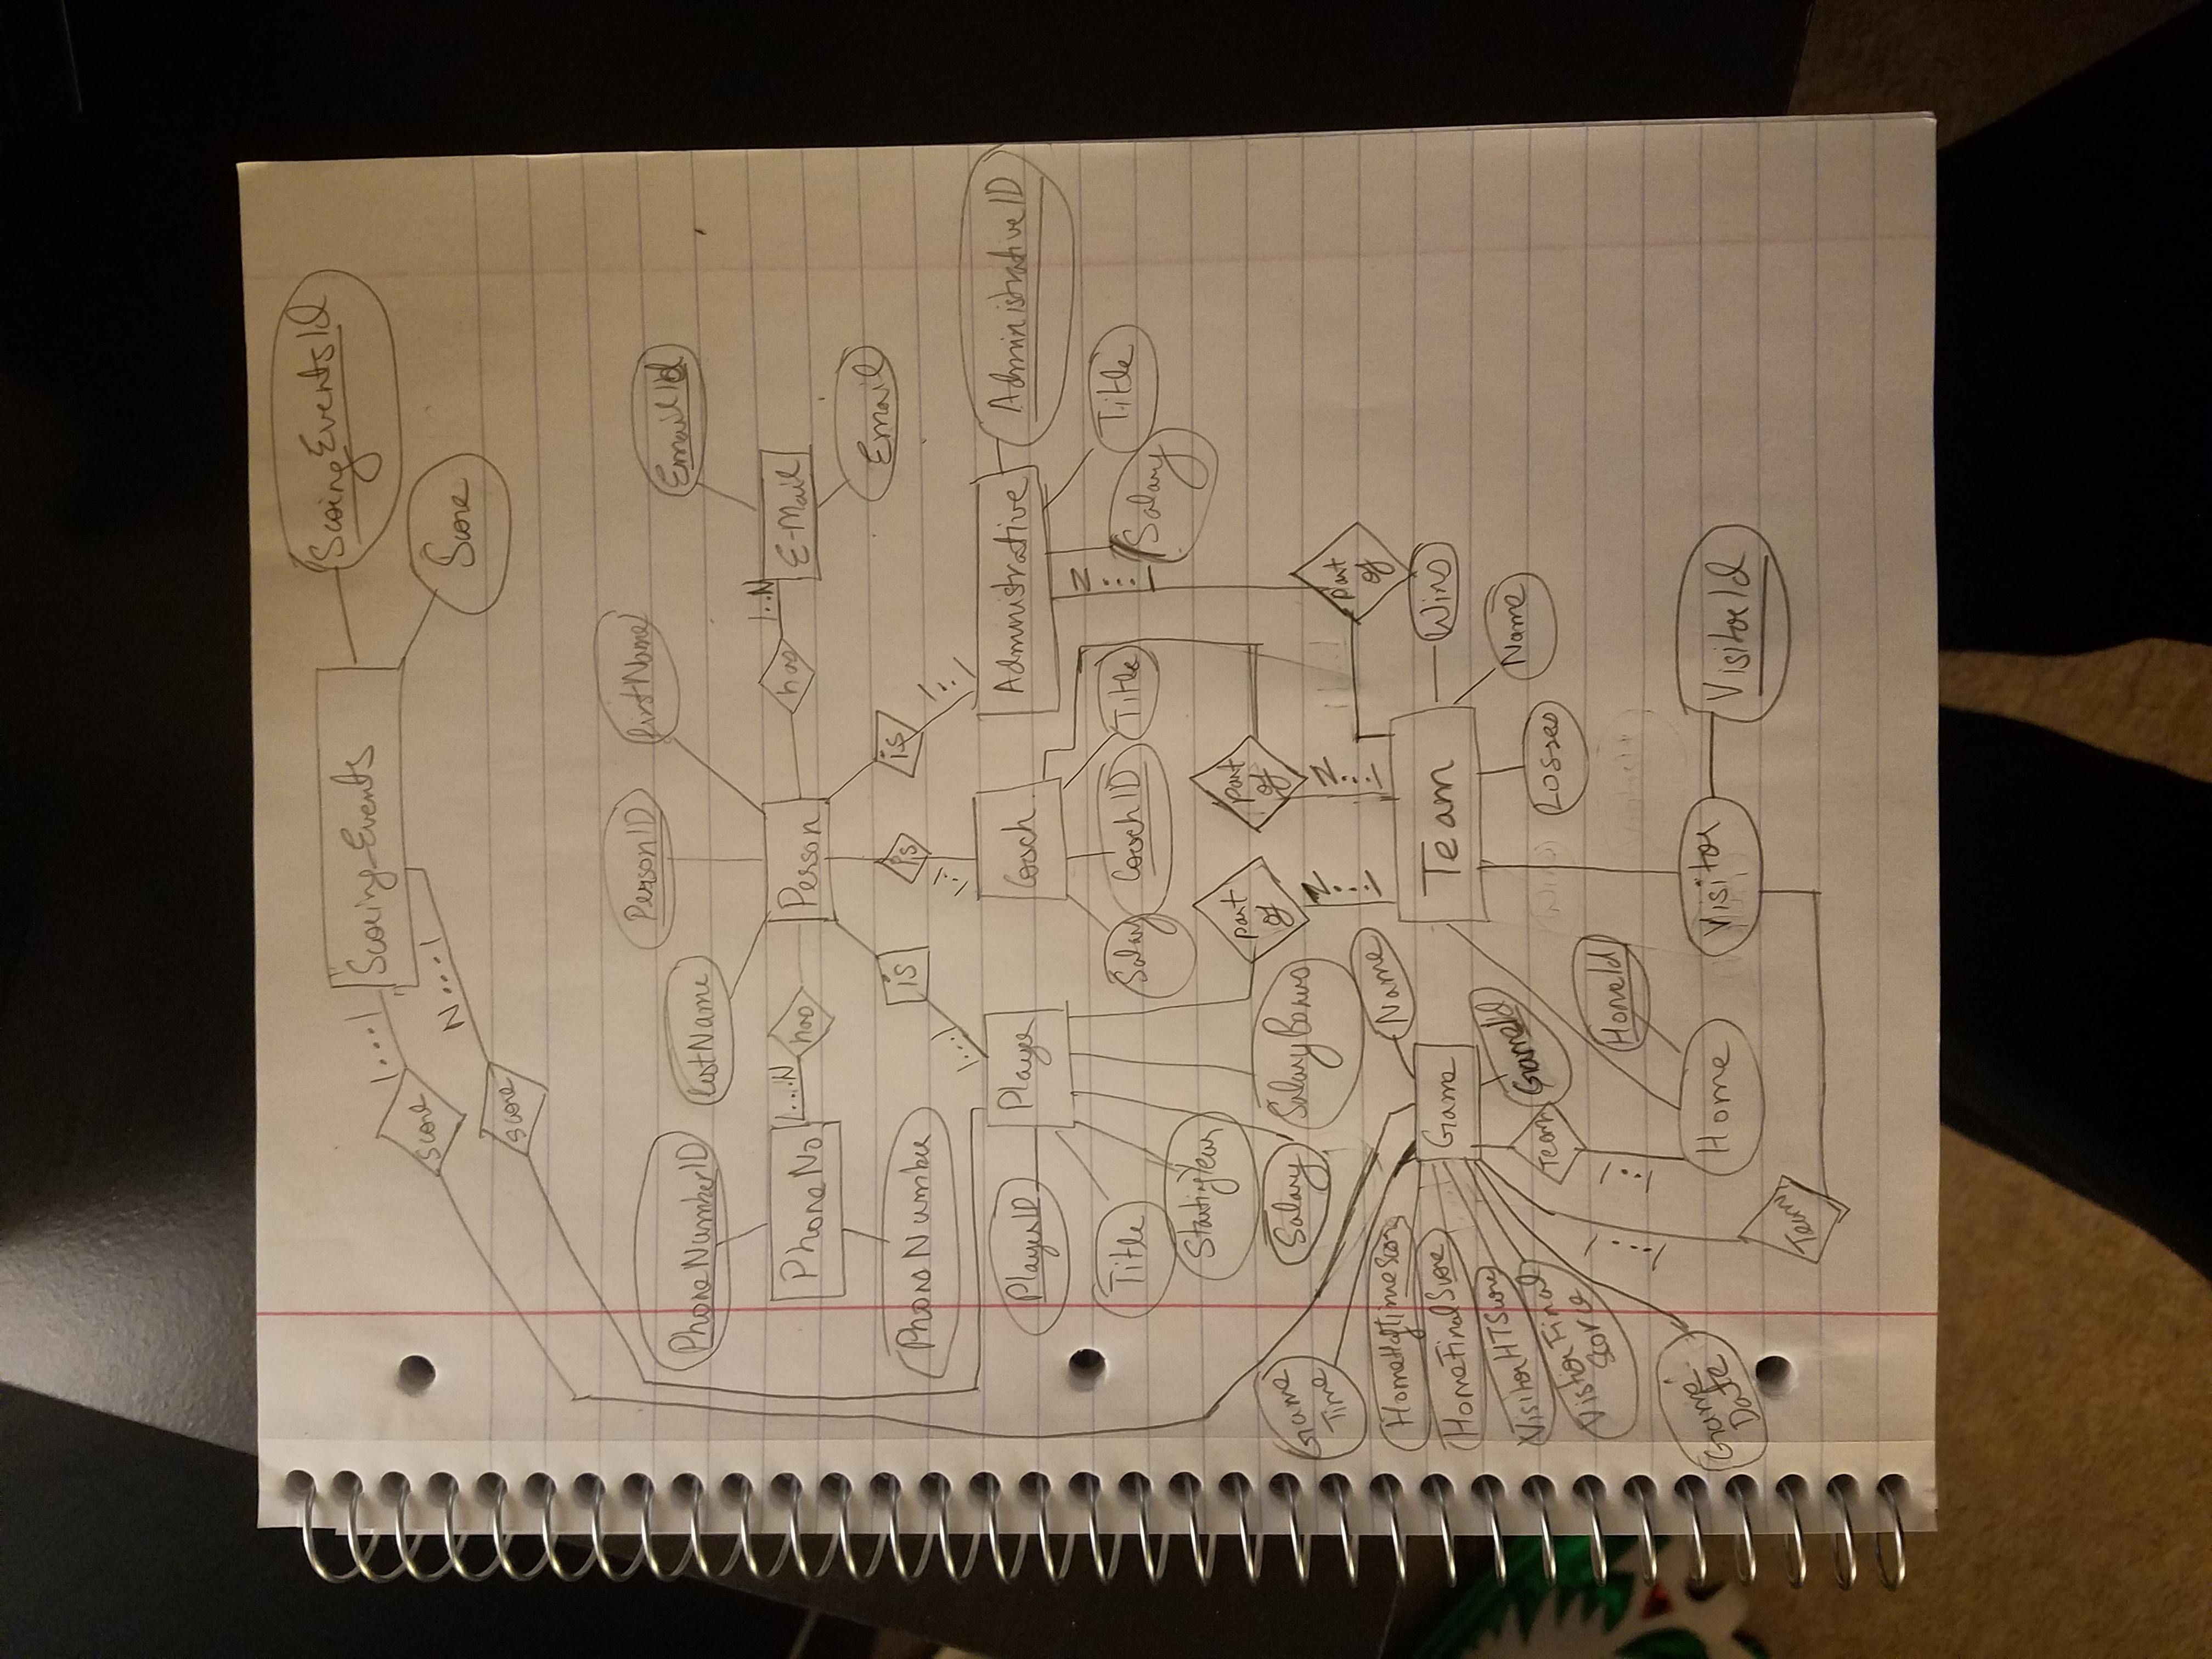 ScoringEventsId
1....1
Scoring-Events
Score
N....1
Score
Score
PersonID
firstName
EmailId
PhoneNumberID
lastName
1....N
1..N
PhoneNo
has
Person
has
E-Mail
Email
PhoneNumber
is
is
is
1....1
1...1
1...1
PlayerID
Player
Coach
Administrative
AdministrativeID
N....1
Title
Salary
CoachID
Title
Salary
Title
StartingYear
part
of
part
of
Game
Time
Salary
SalaryBonus
N....1
N....1
Part
of
HomeHalfTimeScore
Name
HomeFinalScore
Game
Team
Wins
VisitorHTScore
Team
GameId
Losses
Name
VistorFinal
Score
1....1
1...1
HomeId
Game
Date
Home
Visitor
VisitorId
Team